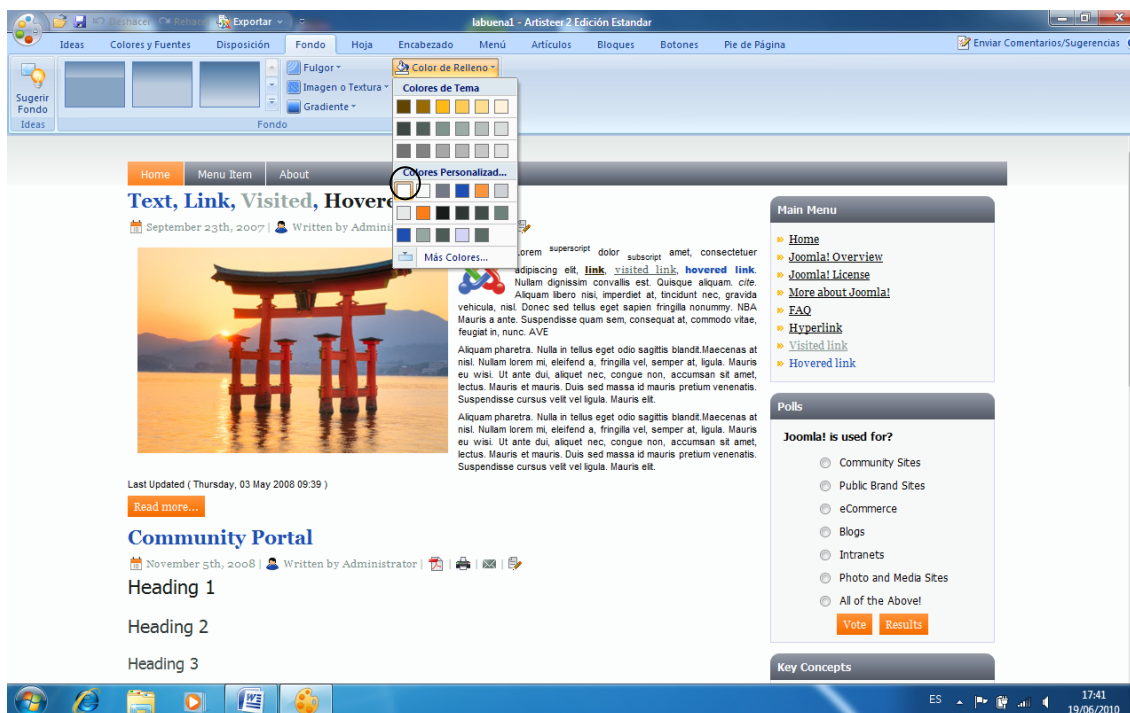 Deshacer Rehacer Exportar labuena1 - Artisteer 2 Edición Estandar
Ideas Colores y Fuentes Disposición Fondo Hoja Encabezado Menú Artículos Bloques Botones Pie de Página Enviar Comentarios/Sugerencias
Sugerir Fondo
Ideas
Fulgor
Imagen o Textura
Gradiente
Fondo
Color de Relleno
Colores de Tema
Colores Personalizad...
Más Colores...
Home Menu Item About
Text, Link, Visited, Hovere
September 23th, 2007 | Written by Adminis
Lorem superscript dolor subscript amet, consectetuer
adipiscing elit, link, visited link, hovered link.
Nullam dignissim convallis est. Quisque aliquam. cite.
Aliquam libero nisi, imperdiet at, tincidunt nec, gravida
vehicula, nisl. Donec sed tellus eget sapien fringilla nonummy. NBA
Mauris a ante. Suspendisse quam sem, consequat at, commodo vitae,
feugiat in, nunc. AVE
Aliquam pharetra. Nulla in tellus eget odio sagittis blandit.Maecenas at
nisl. Nullam lorem mi, eleifend a, fringilla vel, semper at, ligula. Mauris
eu wisi. Ut ante dui, aliquet nec, congue non, accumsan sit amet,
lectus. Mauris et mauris. Duis sed massa id mauris pretium venenatis.
Suspendisse cursus velit vel ligula. Mauris elit.
Aliquam pharetra. Nulla in tellus eget odio sagittis blandit.Maecenas at
nisl. Nullam lorem mi, eleifend a, fringilla vel, semper at, ligula. Mauris
eu wisi. Ut ante dui, aliquet nec, congue non, accumsan sit amet,
lectus. Mauris et mauris. Duis sed massa id mauris pretium venenatis.
Suspendisse cursus velit vel ligula. Mauris elit.
Last Updated ( Thursday, 03 May 2008 09:39 )
Read more...
Community Portal
November 5th, 2008 | Written by Administrator | | | |
Heading 1
Heading 2
Heading 3
Main Menu
Home
Joomla! Overview
Joomla! License
More about Joomla!
FAQ
Hyperlink
Visited link
Hovered link
Polls
Joomla! is used for?
Community Sites
Public Brand Sites
eCommerce
Blogs
Intranets
Photo and Media Sites
All of the Above!
Vote Results
Key Concepts
ES 17:41
19/06/2010